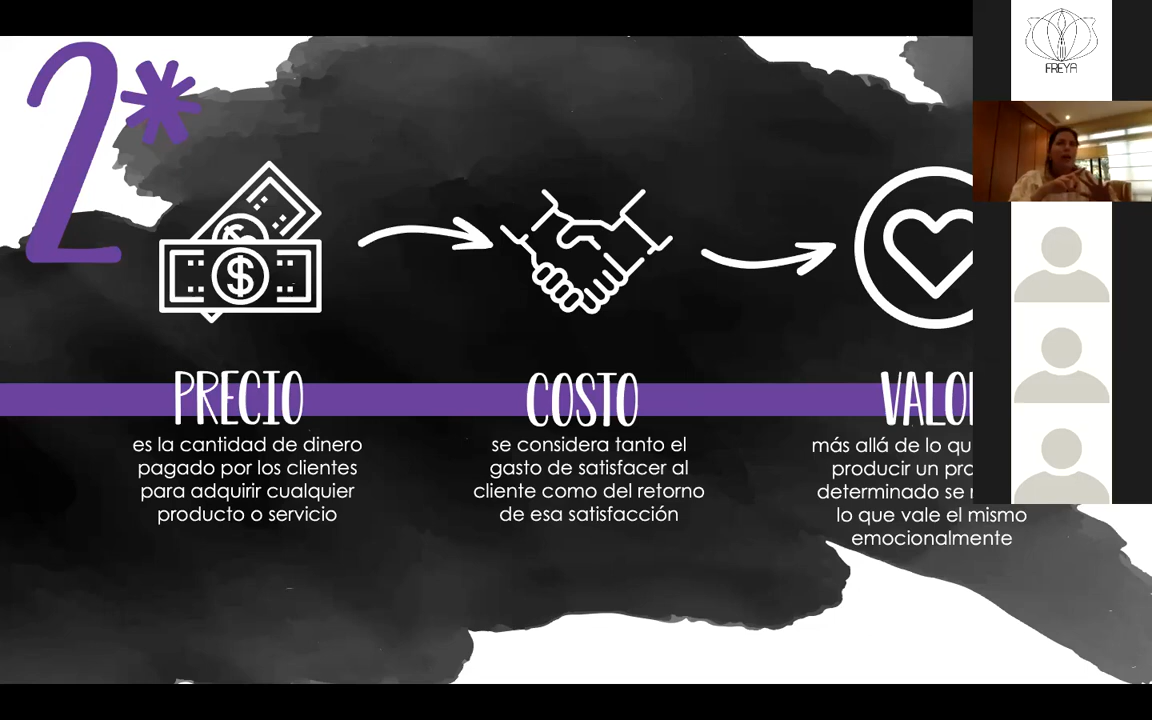 2*
FREYA
PRECIO
es la cantidad de dinero
pagado por los clientes
para adquirir cualquier
producto o servicio
COSTO
se considera tanto el
gasto de satisfacer al
cliente como del retorno
de esa satisfacción
VALOR
más allá de lo
producir un
determinado se
lo que vale el mismo
emocionalmente
$